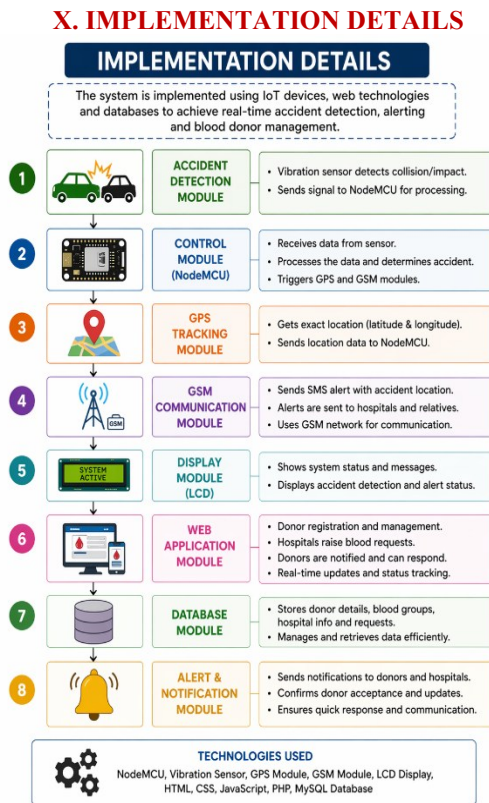 X. IMPLEMENTATION DETAILS
IMPLEMENTATION DETAILS
The system is implemented using IoT devices, web technologies
and databases to achieve real-time accident detection, alerting
and blood donor management.
1
ACCIDENT
DETECTION
MODULE
• Vibration sensor detects collision/impact.
• Sends signal to NodeMCU for processing.
2
CONTROL
MODULE
(NodeMCU)
• Receives data from sensor.
• Processes the data and determines accident.
• Triggers GPS and GSM modules.
3
GPS
TRACKING
MODULE
• Gets exact location (latitude & longitude).
• Sends location data to NodeMCU.
4
GSM
GSM
COMMUNICATION
MODULE
• Sends SMS alert with accident location.
• Alerts are sent to hospitals and relatives.
• Uses GSM network for communication.
5
SYSTEM
ACTIVE
DISPLAY
MODULE
(LCD)
• Shows system status and messages.
• Displays accident detection and alert status.
6
WEB
APPLICATION
MODULE
• Donor registration and management.
• Hospitals raise blood requests.
• Donors are notified and can respond.
• Real-time updates and status tracking.
7
DATABASE
MODULE
• Stores donor details, blood groups,
hospital info and requests.
• Manages and retrieves data efficiently.
8
ALERT &
NOTIFICATION
MODULE
• Sends notifications to donors and hospitals.
• Confirms donor acceptance and updates.
• Ensures quick response and communication.
TECHNOLOGIES USED
NodeMCU, Vibration Sensor, GPS Module, GSM Module, LCD Display,
HTML, CSS, JavaScript, PHP, MySQL Database